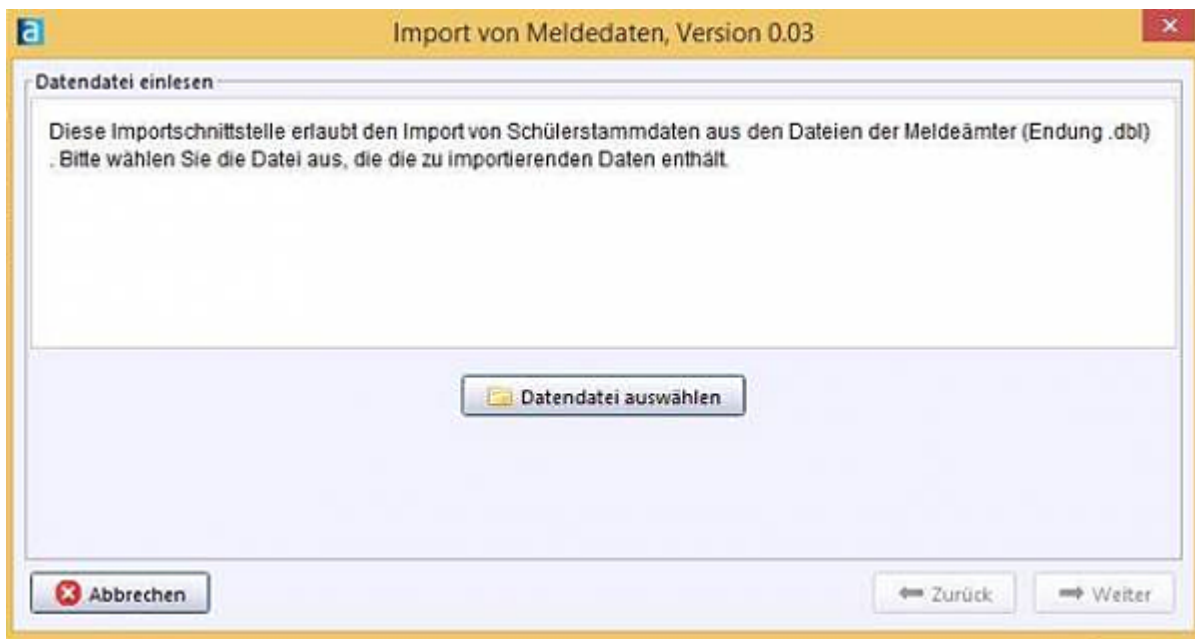 a
Import von Meldedaten, Version 0.03
Datendatei einlesen
Diese Importschnittstelle erlaubt den Import von Schülerstammdaten aus den Dateien der Meldeämter (Endung .dbl)
. Bitte wählen Sie die Datei aus, die die zu importierenden Daten enthält.
Datendatei auswählen
Abbrechen
Zurück
Weiter